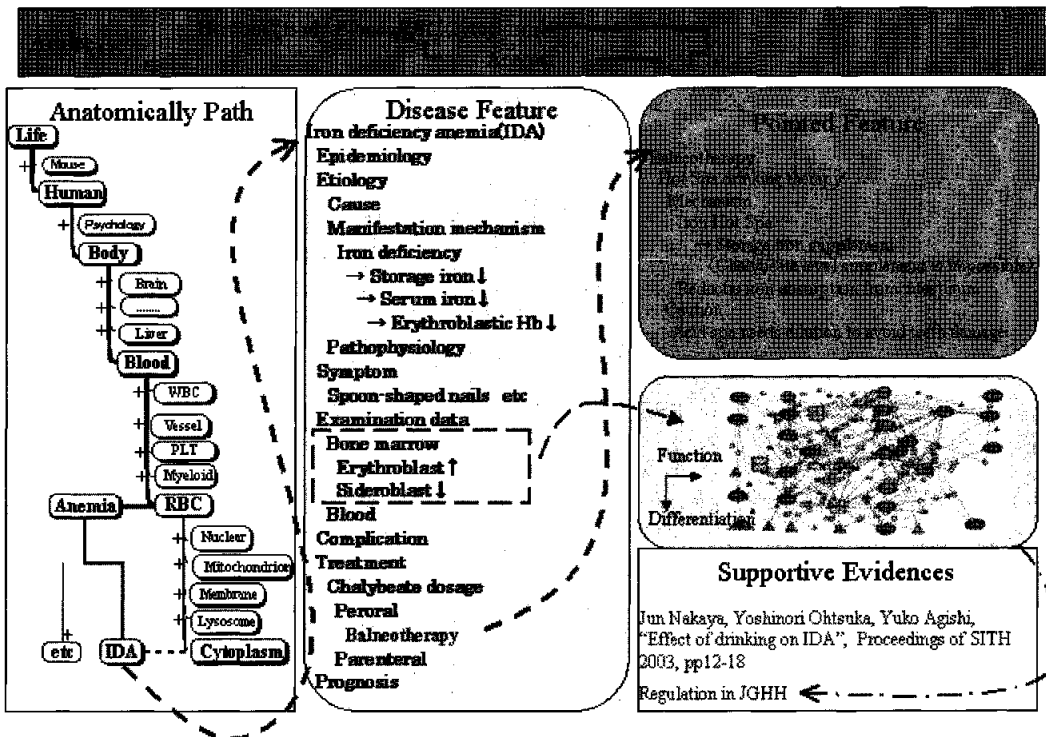 Anatomically Path
Life
Mouse
Human
Psychology
Body
Brain
........
Liver
Blood
WBC
Vessel
PLT
Myeloid
Anemia
RBC
Nuclear
Mitochondrion
Membrane
Lysosome
etc
IDA
Cytoplasm
Disease Feature
Iron deficiency anemia(IDA)
Epidemiology
Etiology
Cause
Manifestation mechanism
Iron deficiency
→ Storage iron ↓
→ Serum iron ↓
→ Erythroblastic Hb ↓
Pathophysiology
Symptom
Spoon-shaped nails etc
Examination data
Bone marrow
Erythroblast ↑
Sideroblast ↓
Blood
Complication
Treatment
Chalybeate dosage
Peroral
Balneotherapy
Parenteral
Prognosis
Pointed Feature
Balneotherapy
Mechanism
Function
Differentiation
Supportive Evidences
Jun Nakaya, Yoshinori Ohtsuka, Yuko Agishi,
"Effect of drinking on IDA", Proceedings of SITH
2003, pp12-18
Regulation in JGHH